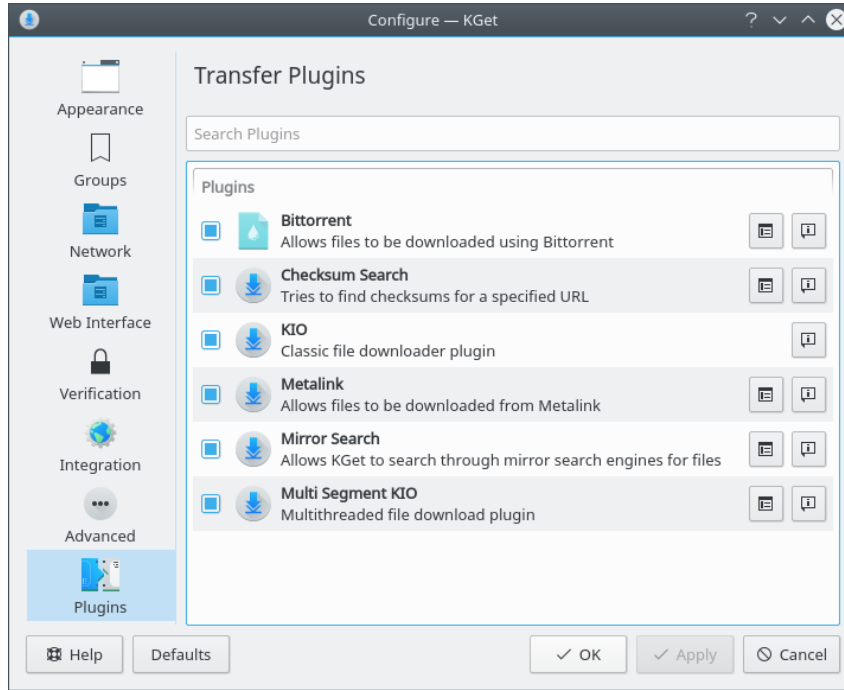 Configure — KGet
Appearance
Groups
Network
Web Interface
Verification
Integration
Advanced
Plugins
Transfer Plugins
Search Plugins
Plugins
Bittorrent
Allows files to be downloaded using Bittorrent
Checksum Search
Tries to find checksums for a specified URL
KIO
Classic file downloader plugin
Metalink
Allows files to be downloaded from Metalink
Mirror Search
Allows KGet to search through mirror search engines for files
Multi Segment KIO
Multithreaded file download plugin
Help Defaults OK Apply Cancel